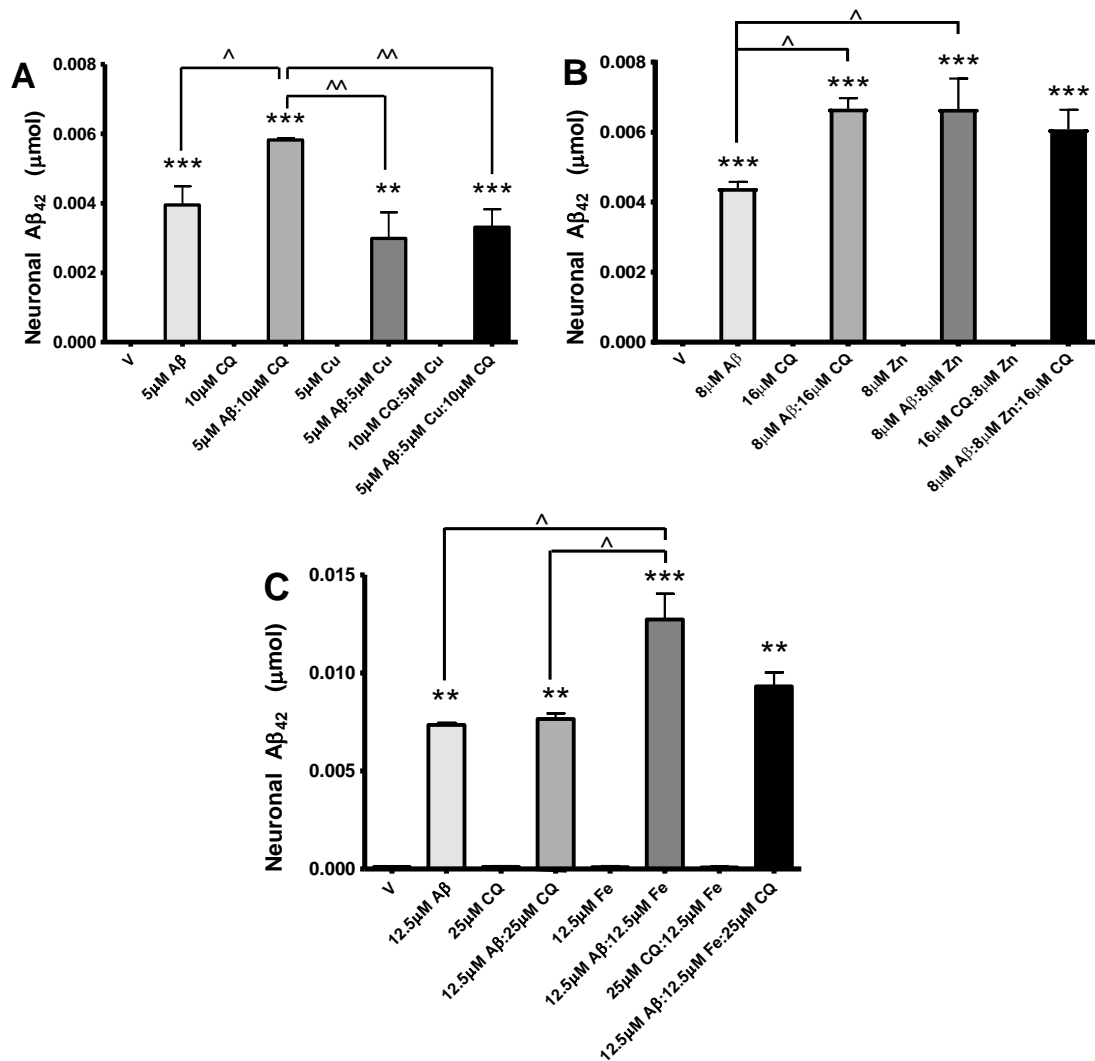 A
Neuronal Aβ42 (µmol)
0.008
0.006
0.004
0.002
0.000
^
^^
^^
***
***
**
***
V
5µM Aβ
10µM CQ
5µM Aβ:10µM CQ
5µM Cu
5µM Aβ:5µM Cu
10µM CQ:5µM Cu
5µM Aβ:5µM Cu:10µM CQ
B
Neuronal Aβ42 (µmol)
0.008
0.006
0.004
0.002
0.000
^
^
***
***
***
***
V
8µM Aβ
16µM CQ
8µM Aβ:16µM CQ
8µM Zn
8µM Aβ:8µM Zn
16µM CQ:8µM Zn
8µM Aβ:8µM Zn:16µM CQ
C
Neuronal Aβ42 (µmol)
0.015
0.010
0.005
0.000
^
^
**
**
***
**
V
12.5µM Aβ
25µM CQ
12.5µM Aβ:25µM CQ
12.5µM Fe
12.5µM Aβ:12.5µM Fe
25µM CQ:12.5µM Fe
12.5µM Aβ:12.5µM Fe:25µM CQ